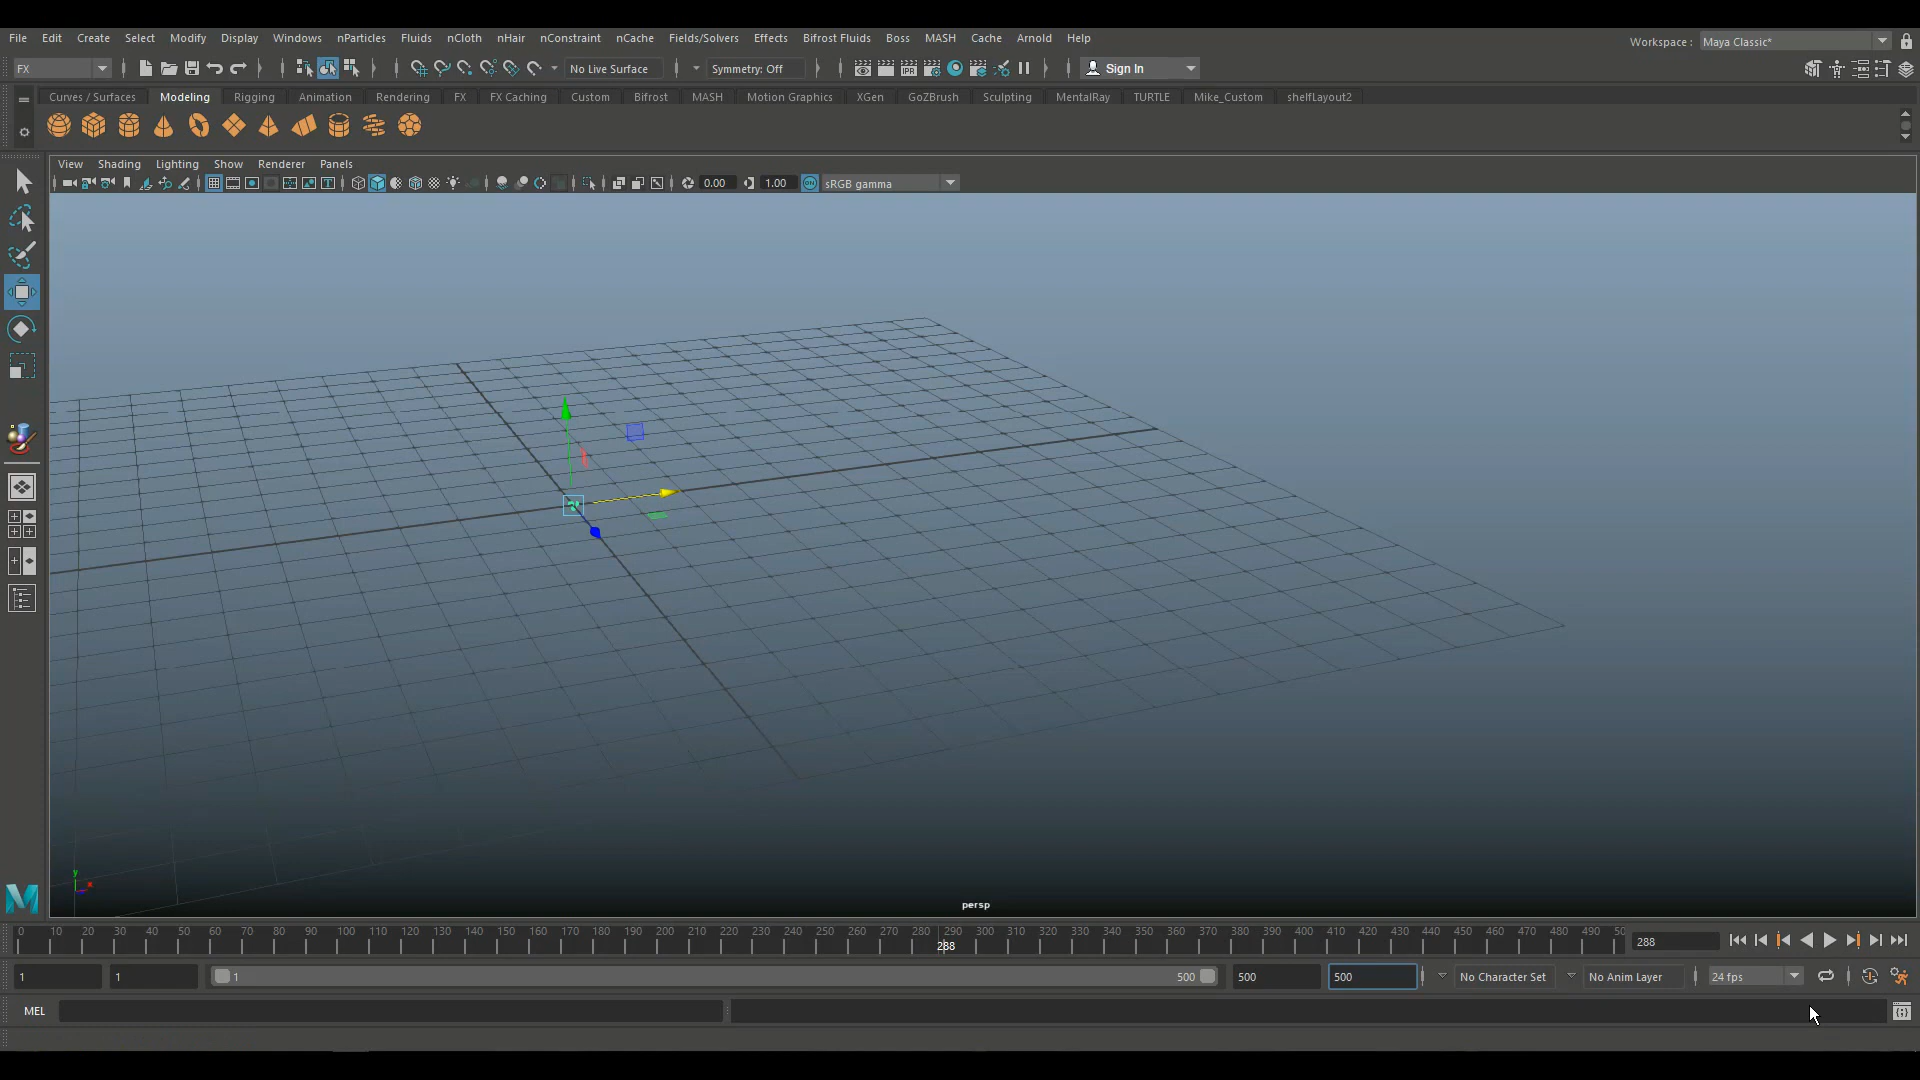 File Edit Create Select Modify Display Windows nParticles Fluids nCloth nHair nConstraint nCache Fields/Solvers Effects Bifrost Fluids Boss MASH Cache Arnold Help Workspace : Maya Classic*
FX No Live Surface Symmetry: Off IPR Sign In
Curves / Surfaces Modeling Rigging Animation Rendering FX FX Caching Custom Bifrost MASH Motion Graphics XGen GoZBrush Sculpting MentalRay TURTLE Mike_Custom shelfLayout2
View Shading Lighting Show Renderer Panels
0.00 1.00 ON sRGB gamma
y
x
persp
0 10 20 30 40 50 60 70 80 90 100 110 120 130 140 150 160 170 180 190 200 210 220 230 240 250 260 270 280 290 300 310 320 330 340 350 360 370 380 390 400 410 420 430 440 450 460 470 480 490 50
288 288
1 1 1 500 500 500 No Character Set No Anim Layer 24 fps
MEL